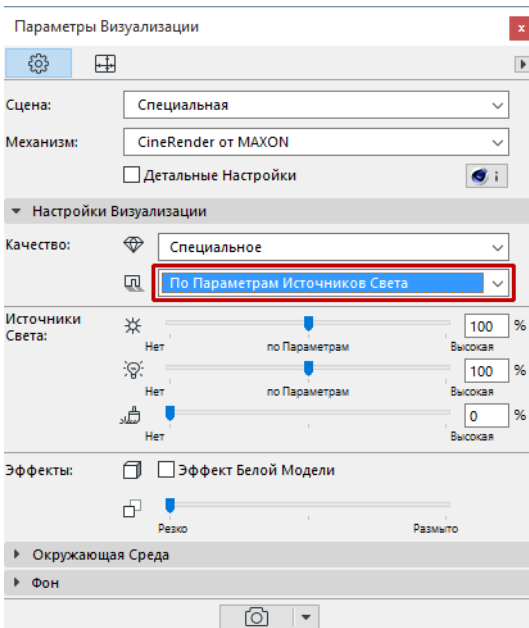 Параметры Визуализации
x
Сцена: Специальная
Механизм: CineRender от MAXON
Детальные Настройки
i
Настройки Визуализации
Качество: Специальное
По Параметрам Источников Света
Источники Света:
100 %
Нет по Параметрам Высокая
100 %
Нет по Параметрам Высокая
0 %
Нет Высокая
Эффекты: Эффект Белой Модели
Резко Размыто
Окружающая Среда
Фон